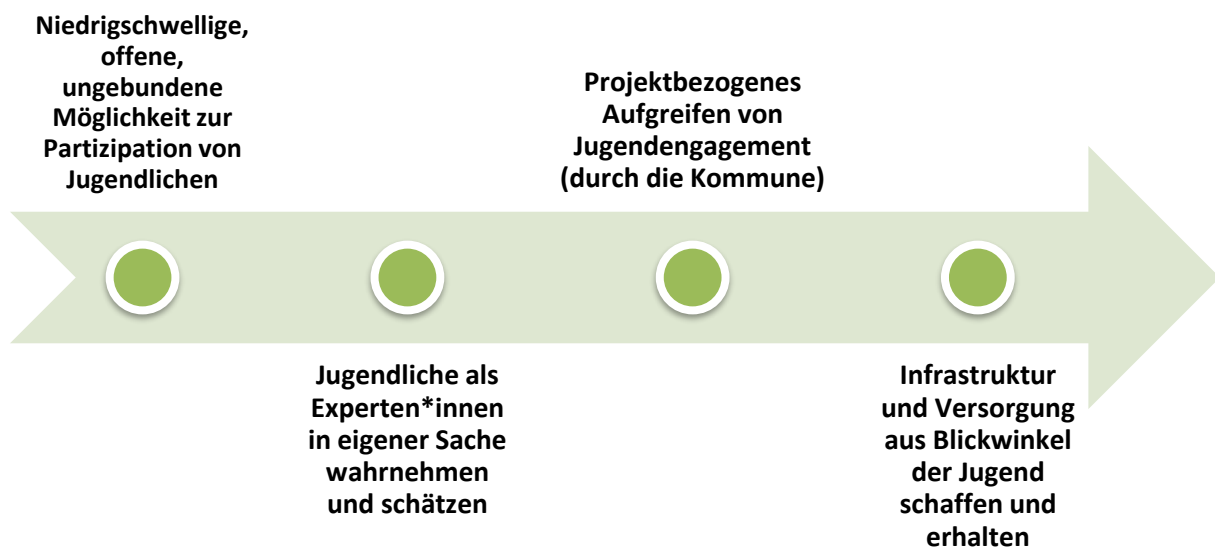 Niedrigschwellige,
offene,
ungebundene
Möglichkeit zur
Partizipation von
Jugendlichen
Jugendliche als
Experten*innen
in eigener Sache
wahrnehmen
und schätzen
Projektbezogenes
Aufgreifen von
Jugendengagement
(durch die Kommune)
Infrastruktur
und Versorgung
aus Blickwinkel
der Jugend
schaffen und
erhalten